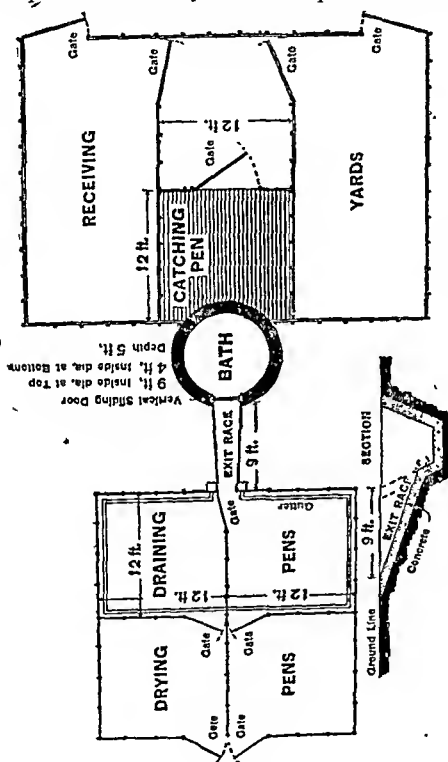 Gate
Gate
Gate
Gate
RECEIVING
YARDS
12 ft.
Gate
12 ft.
CATCHING
PEN
BATH
Vertical Sliding Door
9 ft. inside dia. at Top
4 ft. inside dia. at Bottom
Depth 5 ft.
EXIT RACK
9 ft.
Gate
Gutter
DRAINING
PENS
12 ft.
12 ft.
12 ft.
Gate
Gate
DRYING
PENS
Gate
Gate
SECTION
9 ft.
EXIT RACK
Concrete
Ground Line